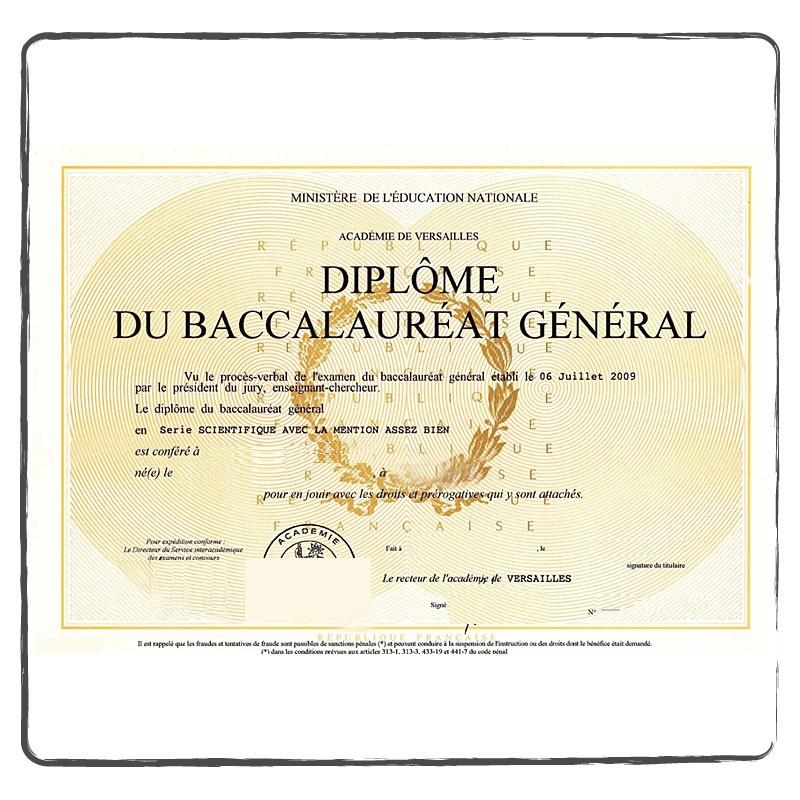 MINISTÈRE DE L'ÉDUCATION NATIONALE
ACADÉMIE DE VERSAILLES
DIPLÔME
DU BACCALAURÉAT GÉNÉRAL
Vu le procès-verbal de l'examen du baccalauréat général établi le 06 Juillet 2009
par le président du jury, enseignant-chercheur.
Le diplôme du baccalauréat général
en Serie SCIENTIFIQUE AVEC LA MENTION ASSEZ BIEN
est conféré à
né(e) le , à
pour en jouir avec les droits et prérogatives qui y sont attachés.
Pour expédition conforme :
Le Directeur du Service interacadémique
des examens et concours
ACADÉMIE
Fait à , le
signature du titulaire
Le recteur de l'académie de VERSAILLES
Signé
N°
RÉPUBLIQUE FRANÇAISE
Il est rappelé que les fraudes et tentatives de fraude sont passibles de sanctions pénales (*) et peuvent conduire à la suspension de l'instruction ou des droits dont le bénéfice était demandé.
(*) dans les conditions prévues aux articles 313-1, 313-3, 433-19 et 441-7 du code pénal